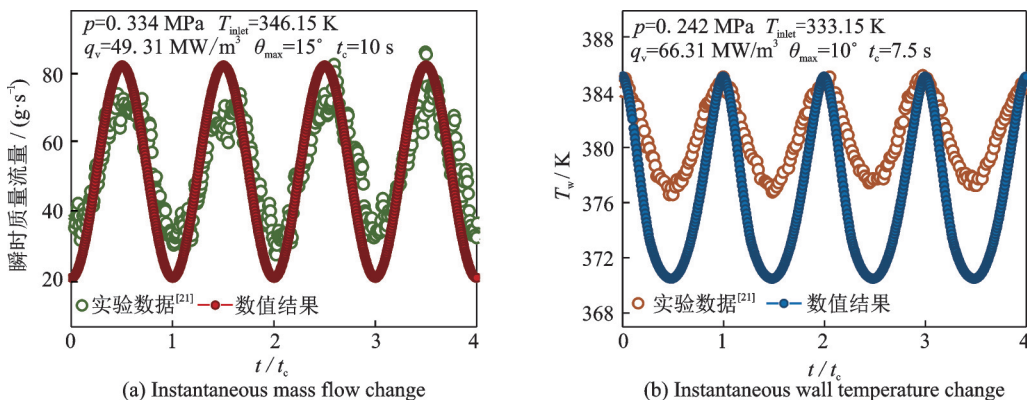 p=0.334 MPa T_inlet=346.15 K
q_v=49.31 MW/m³ θ_max=15° t_c=10 s
80
60
40
20
瞬时质量流量/(g·s⁻¹)
实验数据[21] 数值结果
0 1 2 3 4
t/t_c
(a) Instantaneous mass flow change
p=0.242 MPa T_inlet=333.15 K
q_v=66.31 MW/m³ θ_max=10° t_c=7.5 s
388
384
380
376
372
368
T_w/K
实验数据[21] 数值结果
0 1 2 3 4
t/t_c
(b) Instantaneous wall temperature change